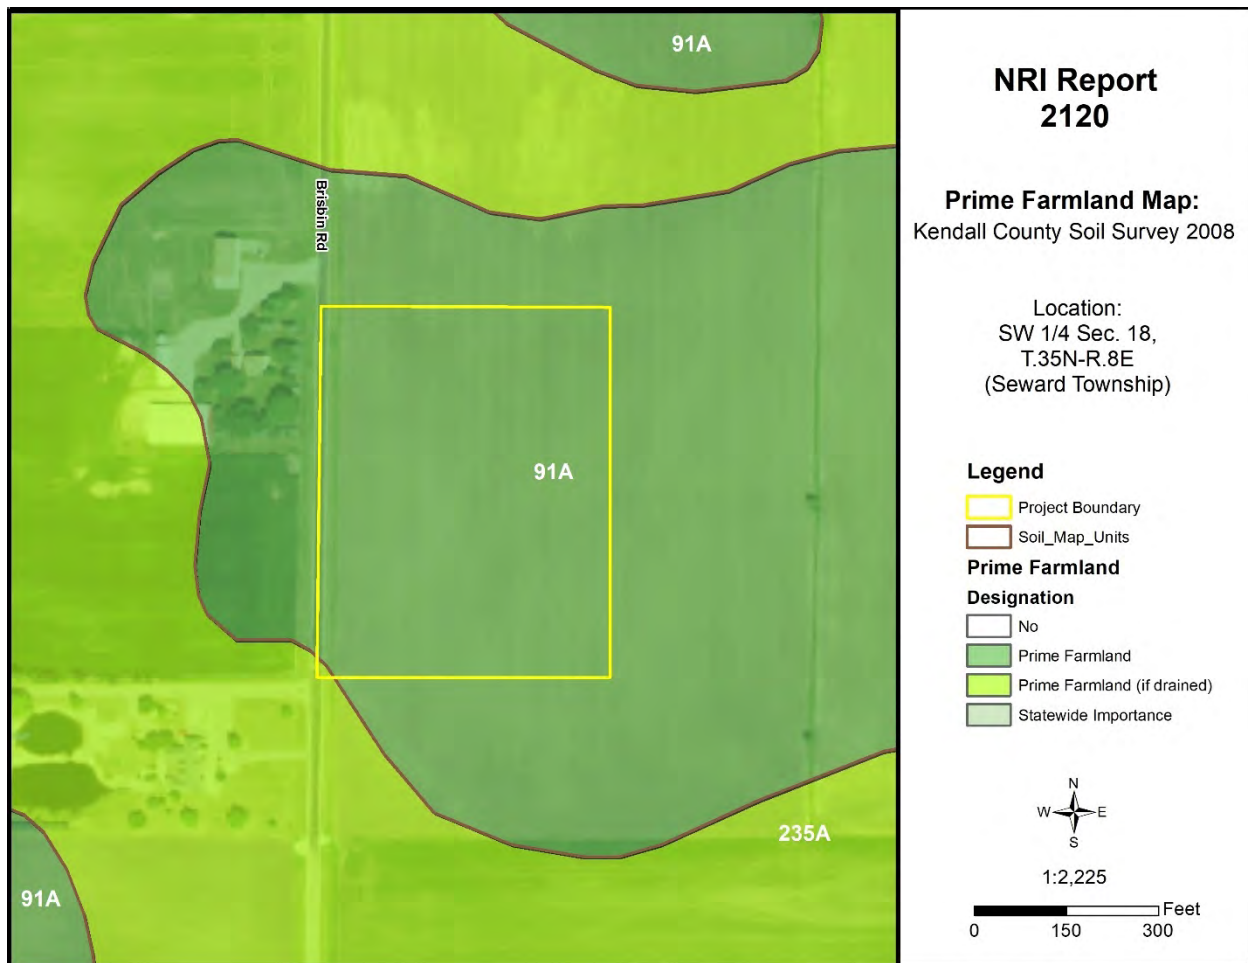 91A
Brisbin Rd
91A
235A
91A
NRI Report
2120
Prime Farmland Map:
Kendall County Soil Survey 2008
Location:
SW 1/4 Sec. 18,
T.35N-R.8E
(Seward Township)
Legend
Project Boundary
Soil_Map_Units
Prime Farmland
Designation
No
Prime Farmland
Prime Farmland (if drained)
Statewide Importance
N
W E
S
1:2,225
Feet
0 150 300